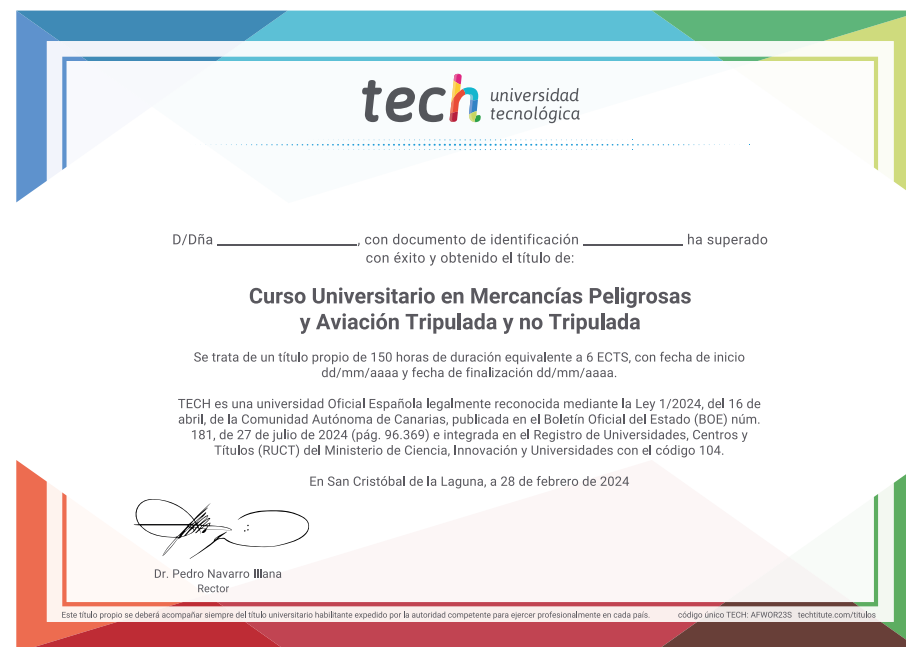 tech universidad
tecnológica
D/Dña ____________________, con documento de identificación ______________ ha superado
con éxito y obtenido el título de:
Curso Universitario en Mercancías Peligrosas
y Aviación Tripulada y no Tripulada
Se trata de un título propio de 150 horas de duración equivalente a 6 ECTS, con fecha de inicio
dd/mm/aaaa y fecha de finalización dd/mm/aaaa.
TECH es una universidad Oficial Española legalmente reconocida mediante la Ley 1/2024, del 16 de
abril, de la Comunidad Autónoma de Canarias, publicada en el Boletín Oficial del Estado (BOE) núm.
181, de 27 de julio de 2024 (pág. 96.369) e integrada en el Registro de Universidades, Centros y
Títulos (RUCT) del Ministerio de Ciencia, Innovación y Universidades con el código 104.
En San Cristóbal de la Laguna, a 28 de febrero de 2024
Dr. Pedro Navarro Illana
Rector
Este título propio se deberá acompañar siempre del título universitario habilitante expedido por la autoridad competente para ejercer profesionalmente en cada país. código único TECH: AFWOR23S techtitute.com/titulos